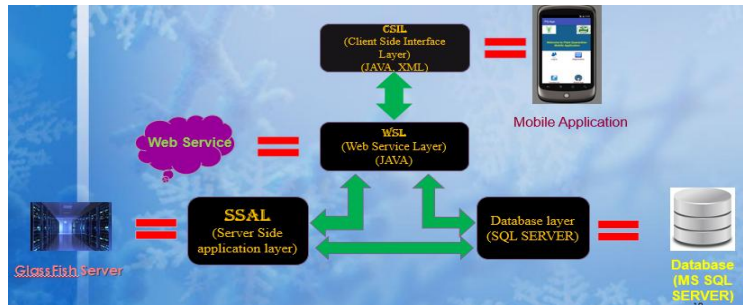 CSIL
(Client Side Interface
Layer)
(JAVA, XML)
Mobile Application
Web Service
WSL
(Web Service Layer)
(JAVA)
SSAL
(Server Side
application layer)
Database layer
(SQL SERVER)
GlassFish Server
Database
(MS SQL
SERVER)